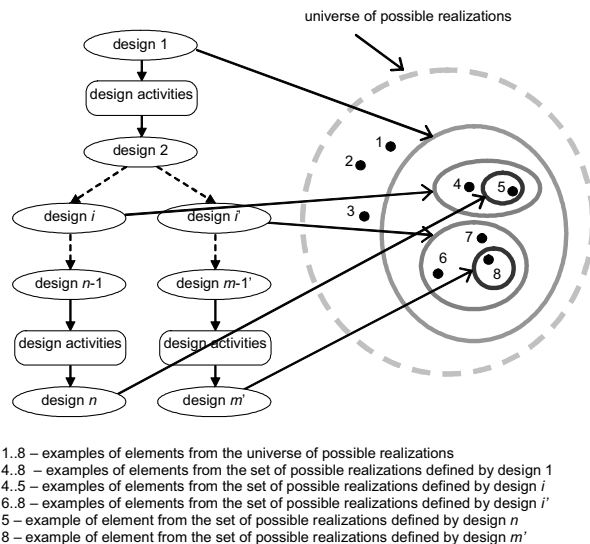 universe of possible realizations
design 1
design activities
design 2
design i
design i'
design n-1
design m-1'
design activities
design activities
design n
design m'
1
2
3
4
5
6
7
8
1..8 – examples of elements from the universe of possible realizations
4..8 – examples of elements from the set of possible realizations defined by design 1
4..5 – examples of elements from the set of possible realizations defined by design i
6..8 – examples of elements from the set of possible realizations defined by design i'
5 – example of element from the set of possible realizations defined by design n
8 – example of element from the set of possible realizations defined by design m'